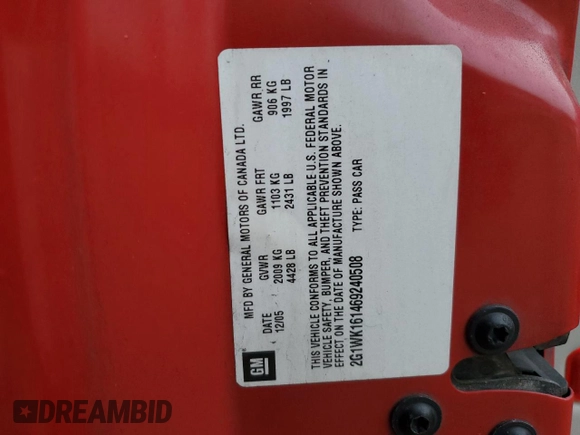 MFD BY GENERAL MOTORS OF CANADA LTD.
DATE GVWR GAWR FRT GAWR RR
12/05 2009 KG 1103 KG 906 KG
4428 LB 2431 LB 1997 LB
THIS VEHICLE CONFORMS TO ALL APPLICABLE U.S. FEDERAL MOTOR
VEHICLE SAFETY, BUMPER, AND THEFT PREVENTION STANDARDS IN
EFFECT ON THE DATE OF MANUFACTURE SHOWN ABOVE.
2G1WK161469240508 TYPE: PASS CAR
GM
DREAMBID